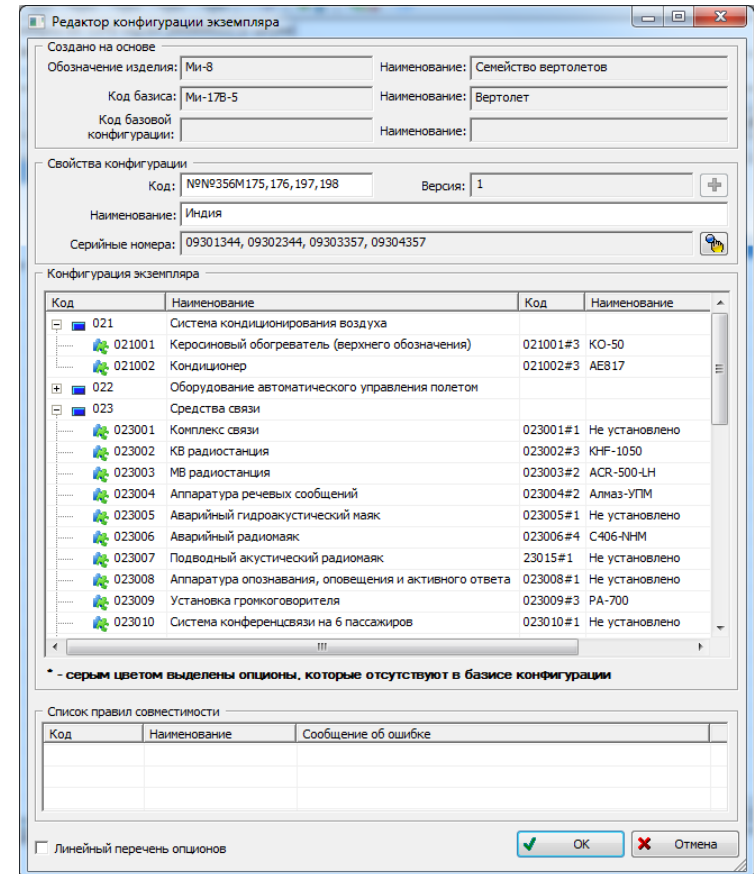 Редактор конфигурации экземпляра
Создано на основе
Обозначение изделия: Ми-8 Наименование: Семейство вертолетов
Код базиса: Ми-17В-5 Наименование: Вертолет
Код базовой
конфигурации: Наименование:
Свойства конфигурации
Код: №№356М175,176,197,198 Версия: 1
Наименование: Индия
Серийные номера: 09301344, 09302344, 09303357, 09304357
Конфигурация экземпляра
Код Наименование Код Наименование
021 Система кондиционирования воздуха
021001 Керосиновый обогреватель (верхнего обозначения) 021001#3 КО-50
021002 Кондиционер 021002#3 АЕ817
022 Оборудование автоматического управления полетом
023 Средства связи
023001 Комплекс связи 023001#1 Не установлено
023002 КВ радиостанция 023002#3 KHF-1050
023003 МВ радиостанция 023003#2 ACR-500-LH
023004 Аппаратура речевых сообщений 023004#2 Алмаз-УПМ
023005 Аварийный гидроакустический маяк 023005#1 Не установлено
023006 Аварийный радиомаяк 023006#4 C406-NHM
023007 Подводный акустический радиомаяк 23015#1 Не установлено
023008 Аппаратура опознавания, оповещения и активного ответа 023008#1 Не установлено
023009 Установка громкоговорителя 023009#3 PA-700
023010 Система конференцсвязи на 6 пассажиров 023010#1 Не установлено
* - серым цветом выделены опционы, которые отсутствуют в базисе конфигурации
Список правил совместимости
Код Наименование Сообщение об ошибке
Линейный перечень опционов OK Отмена